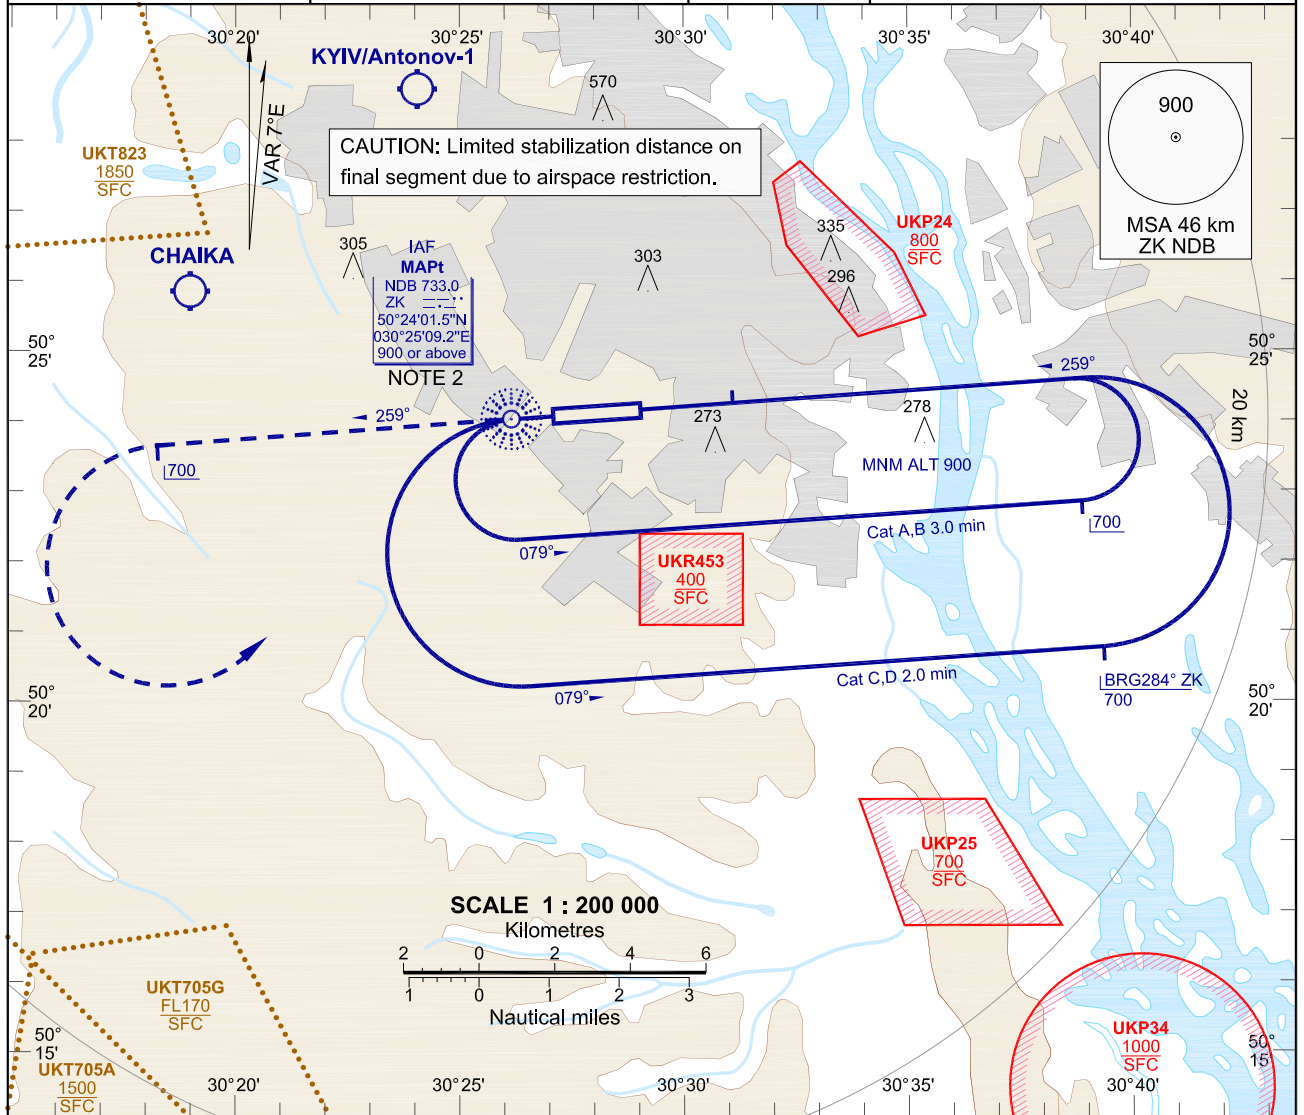 30°20'
30°25'
30°30'
30°35'
30°40'
KYIV/Antonov-1
570
900
MSA 46 km
ZK NDB
VAR 7°E
CAUTION: Limited stabilization distance on
final segment due to airspace restriction.
UKT823
1850
SFC
CHAIKA
305
303
335
296
UKP24
800
SFC
IAF
MAPt
NDB 733.0
ZK
50°24'01.5"N
030°25'09.2"E
900 or above
NOTE 2
50°
25'
50°
25'
259°
259°
20 km
273
278
MNM ALT 900
700
700
Cat A,B 3.0 min
079°
UKR453
400
SFC
Cat C,D 2.0 min
079°
BRG284° ZK
700
50°
20'
50°
20'
UKP25
700
SFC
SCALE 1 : 200 000
Kilometres
2 0 2 4 6
1 0 1 2 3
Nautical miles
UKT705G
FL170
SFC
UKP34
1000
SFC
50°
15'
50°
15'
UKT705A
1500
SFC
30°20'
30°25'
30°30'
30°35'
30°40'